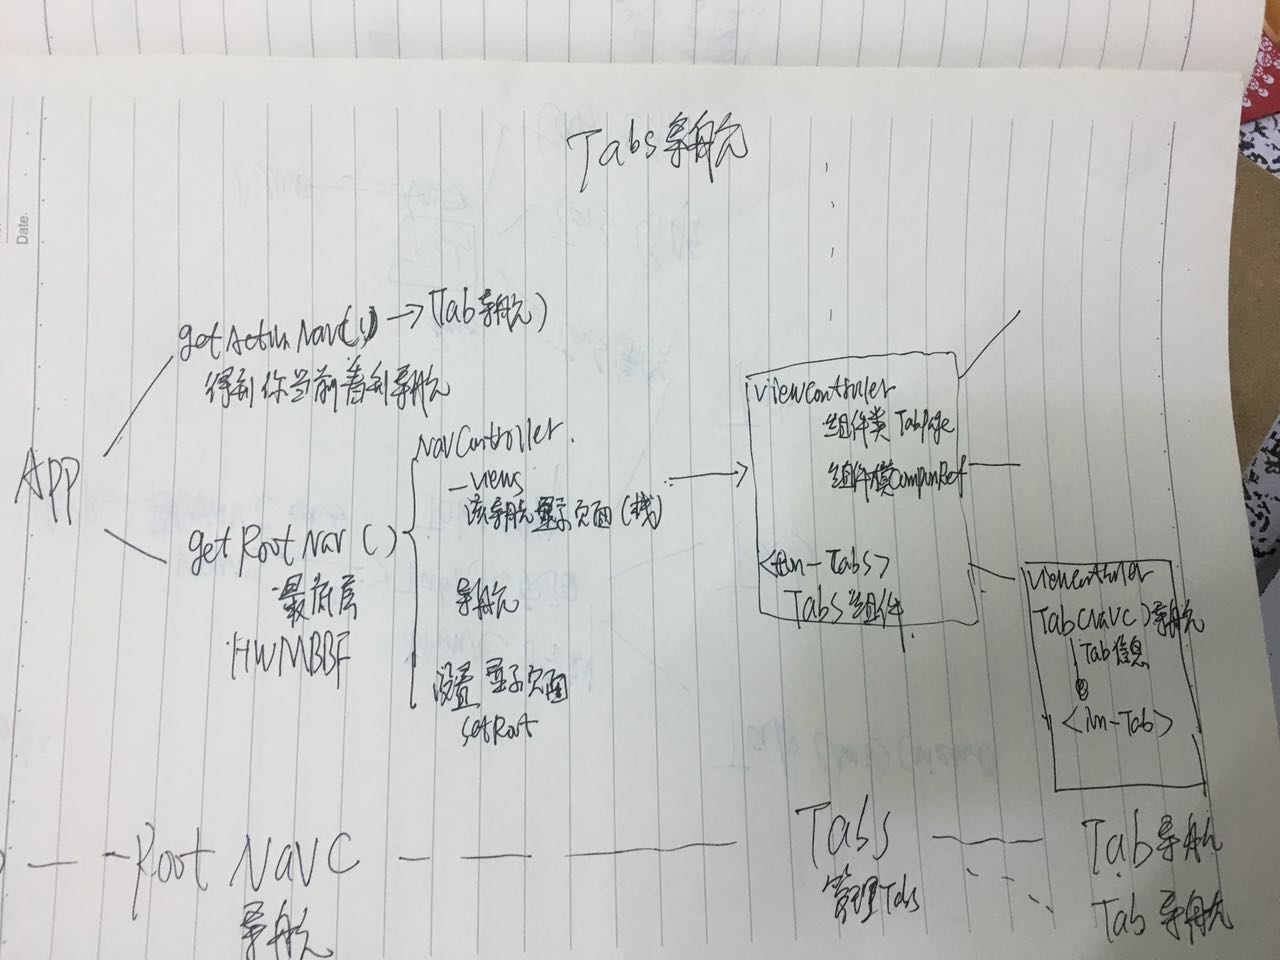 Date.
Tabs导航
getActivNav() → (Tab导航)
得到你当前看到导航
APP
getRootNav()
最底层
HWMBBF
NavController.
_views
该导航显示页面(栈)
导航
设置显示页面
setRoot
ViewController
组件类 TabPage
组件
<ion-Tabs>
Tabs组件
ViewController
Tab(NavC)导航
Tab信息
<ion-Tab>
Root NavC
导航
Tabs
管理Tabs
Tab导航
Tab导航